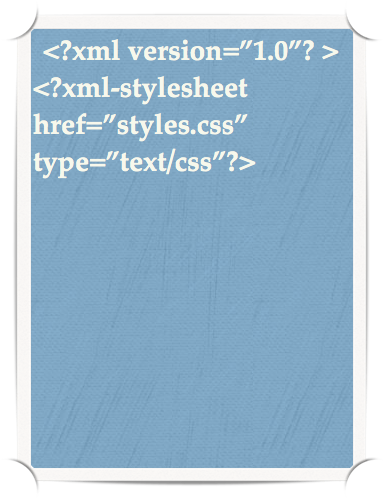 <?xml version=”1.0”? >
<?xml-stylesheet
href=”styles.css”
type=”text/css”?>